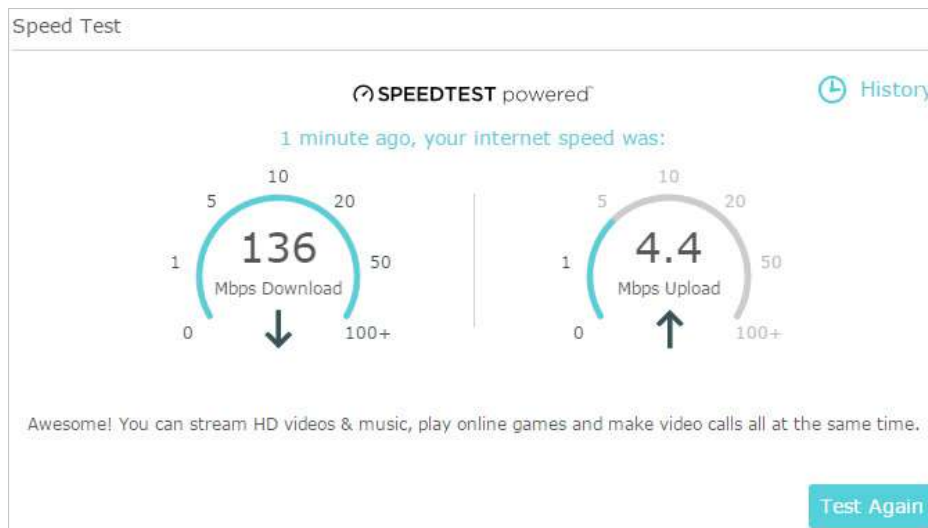 Speed Test
SPEEDTEST powered
History
1 minute ago, your internet speed was:
10
5 20
136
1 50
Mbps Download
0 100+
10
5 20
4.4
1 50
Mbps Upload
0 100+
Awesome! You can stream HD videos & music, play online games and make video calls all at the same time.
Test Again